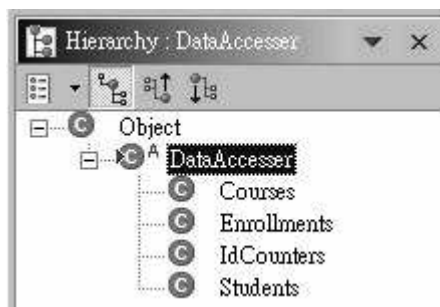 Hierarchy : DataAccesser
Object
A DataAccesser
Courses
Enrollments
IdCounters
Students